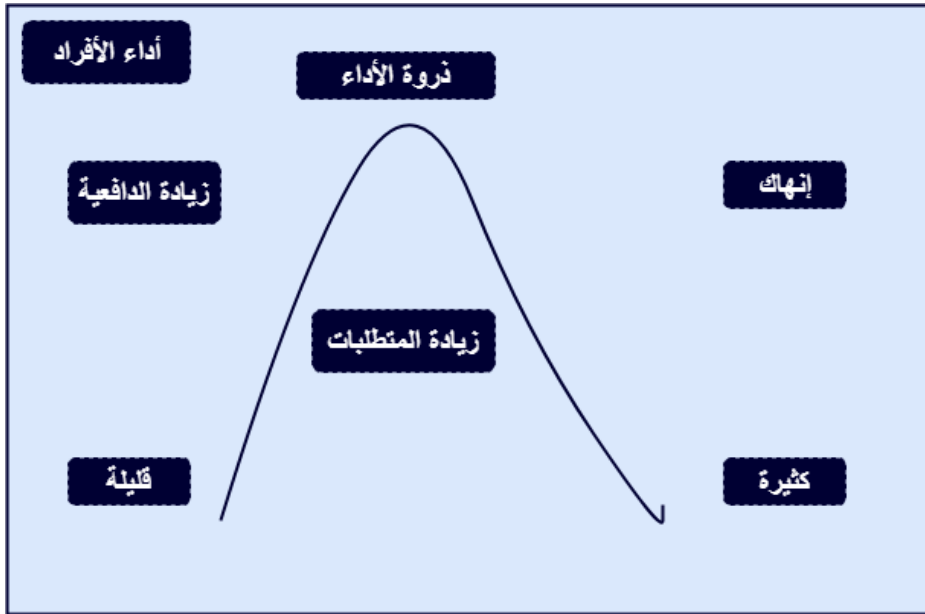 أداء الأفراد
ذروة الأداء
زيادة الدافعية
إنهاك
زيادة المتطلبات
قليلة
كثيرة